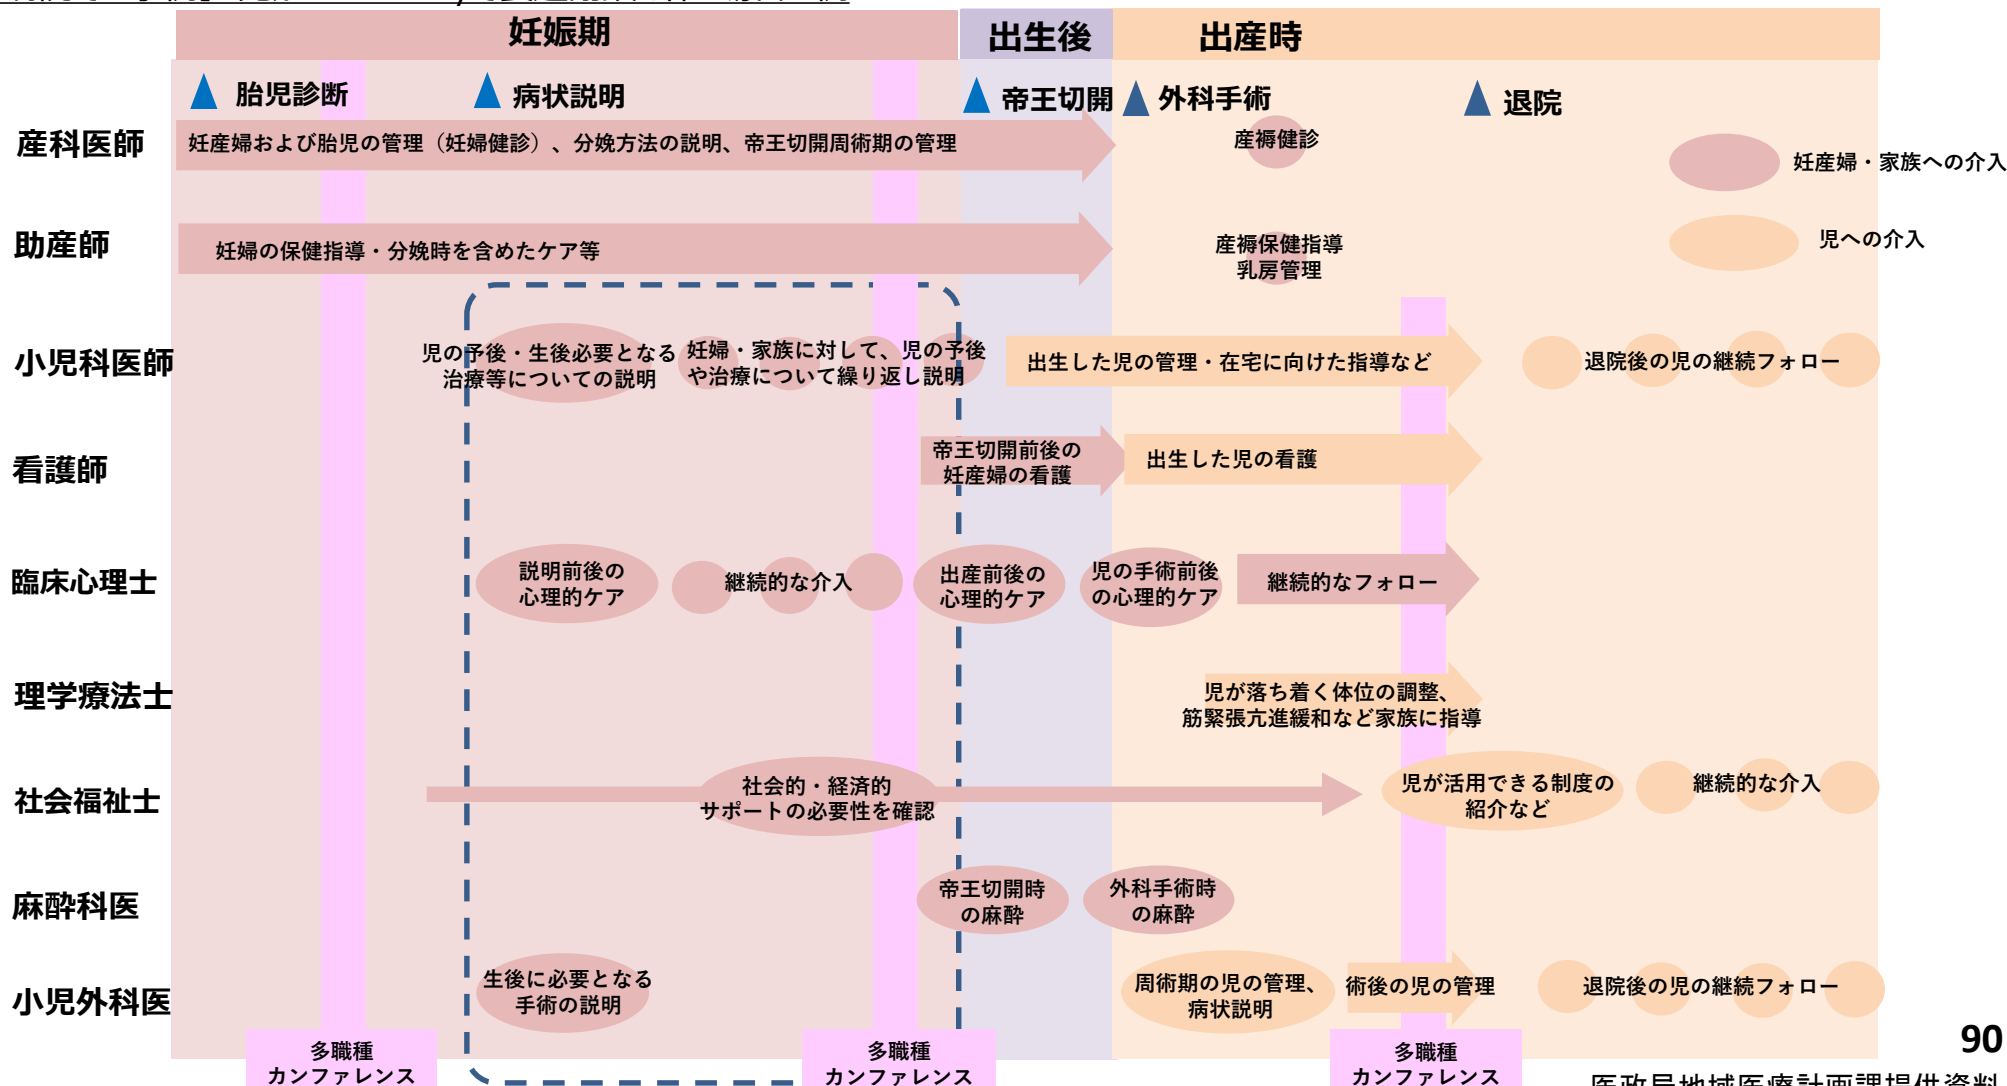 妊娠期
出生後
出産時
胎児診断
病状説明
帝王切開
外科手術
退院
産科医師
妊産婦および胎児の管理（妊婦健診）、分娩方法の説明、帝王切開周術期の管理
産褥健診
妊産婦・家族への介入
助産師
妊婦の保健指導・分娩時を含めたケア等
産褥保健指導
乳房管理
児への介入
小児科医師
児の予後・生後必要となる
治療等についての説明
妊婦・家族に対して、児の予後
や治療について繰り返し説明
出生した児の管理・在宅に向けた指導など
退院後の児の継続フォロー
看護師
帝王切開前後の
妊産婦の看護
出生した児の看護
臨床心理士
説明前後の
心理的ケア
継続的な介入
出産前後の
心理的ケア
児の手術前後
の心理的ケア
継続的なフォロー
理学療法士
児が落ち着く体位の調整、
筋緊張亢進緩和など家族に指導
社会福祉士
社会的・経済的
サポートの必要性を確認
児が活用できる制度の
紹介など
継続的な介入
麻酔科医
帝王切開時
の麻酔
外科手術時
の麻酔
小児外科医
生後に必要となる
手術の説明
周術期の児の管理、
病状説明
術後の児の管理
退院後の児の継続フォロー
多職種
カンファレンス
多職種
カンファレンス
多職種
カンファレンス
90
医政局地域医療計画課提供資料